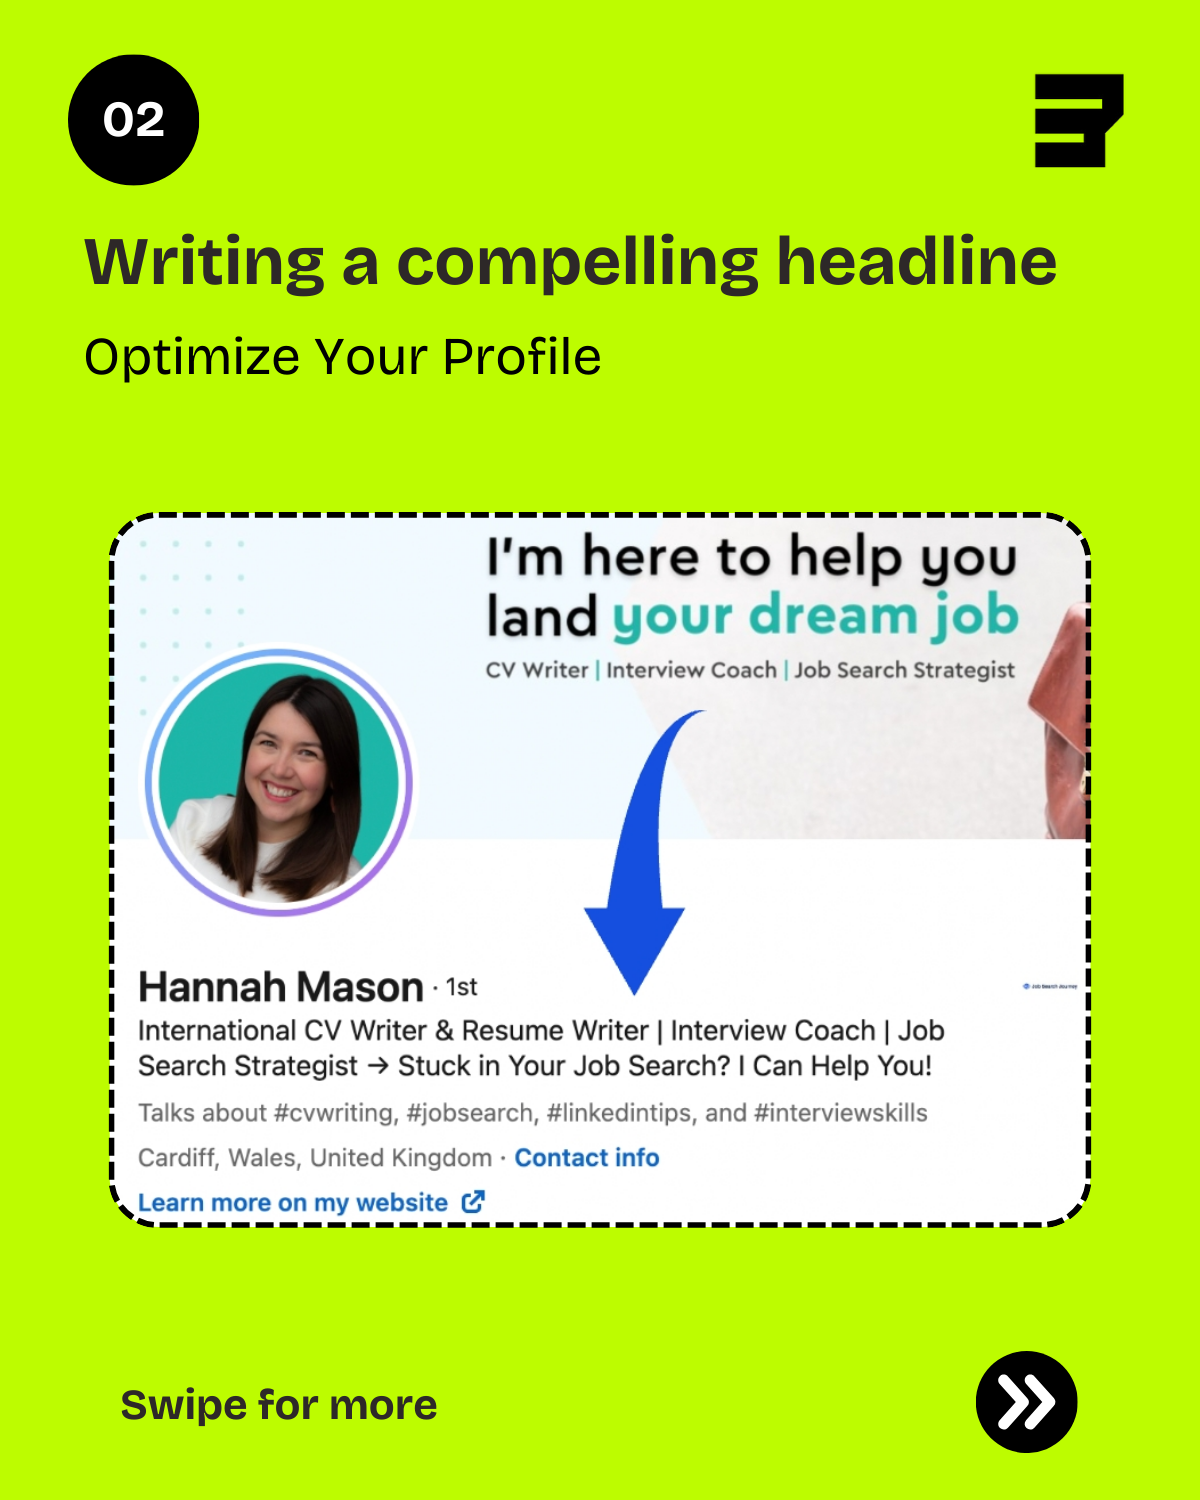 02
Writing a compelling headline
Optimize Your Profile
I'm here to help you
land your dream job
CV Writer | Interview Coach | Job Search Strategist
Hannah Mason · 1st
Job Search Journey
International CV Writer & Resume Writer | Interview Coach | Job
Search Strategist → Stuck in Your Job Search? I Can Help You!
Talks about #cvwriting, #jobsearch, #linkedintips, and #interviewskills
Cardiff, Wales, United Kingdom · Contact info
Learn more on my website
Swipe for more